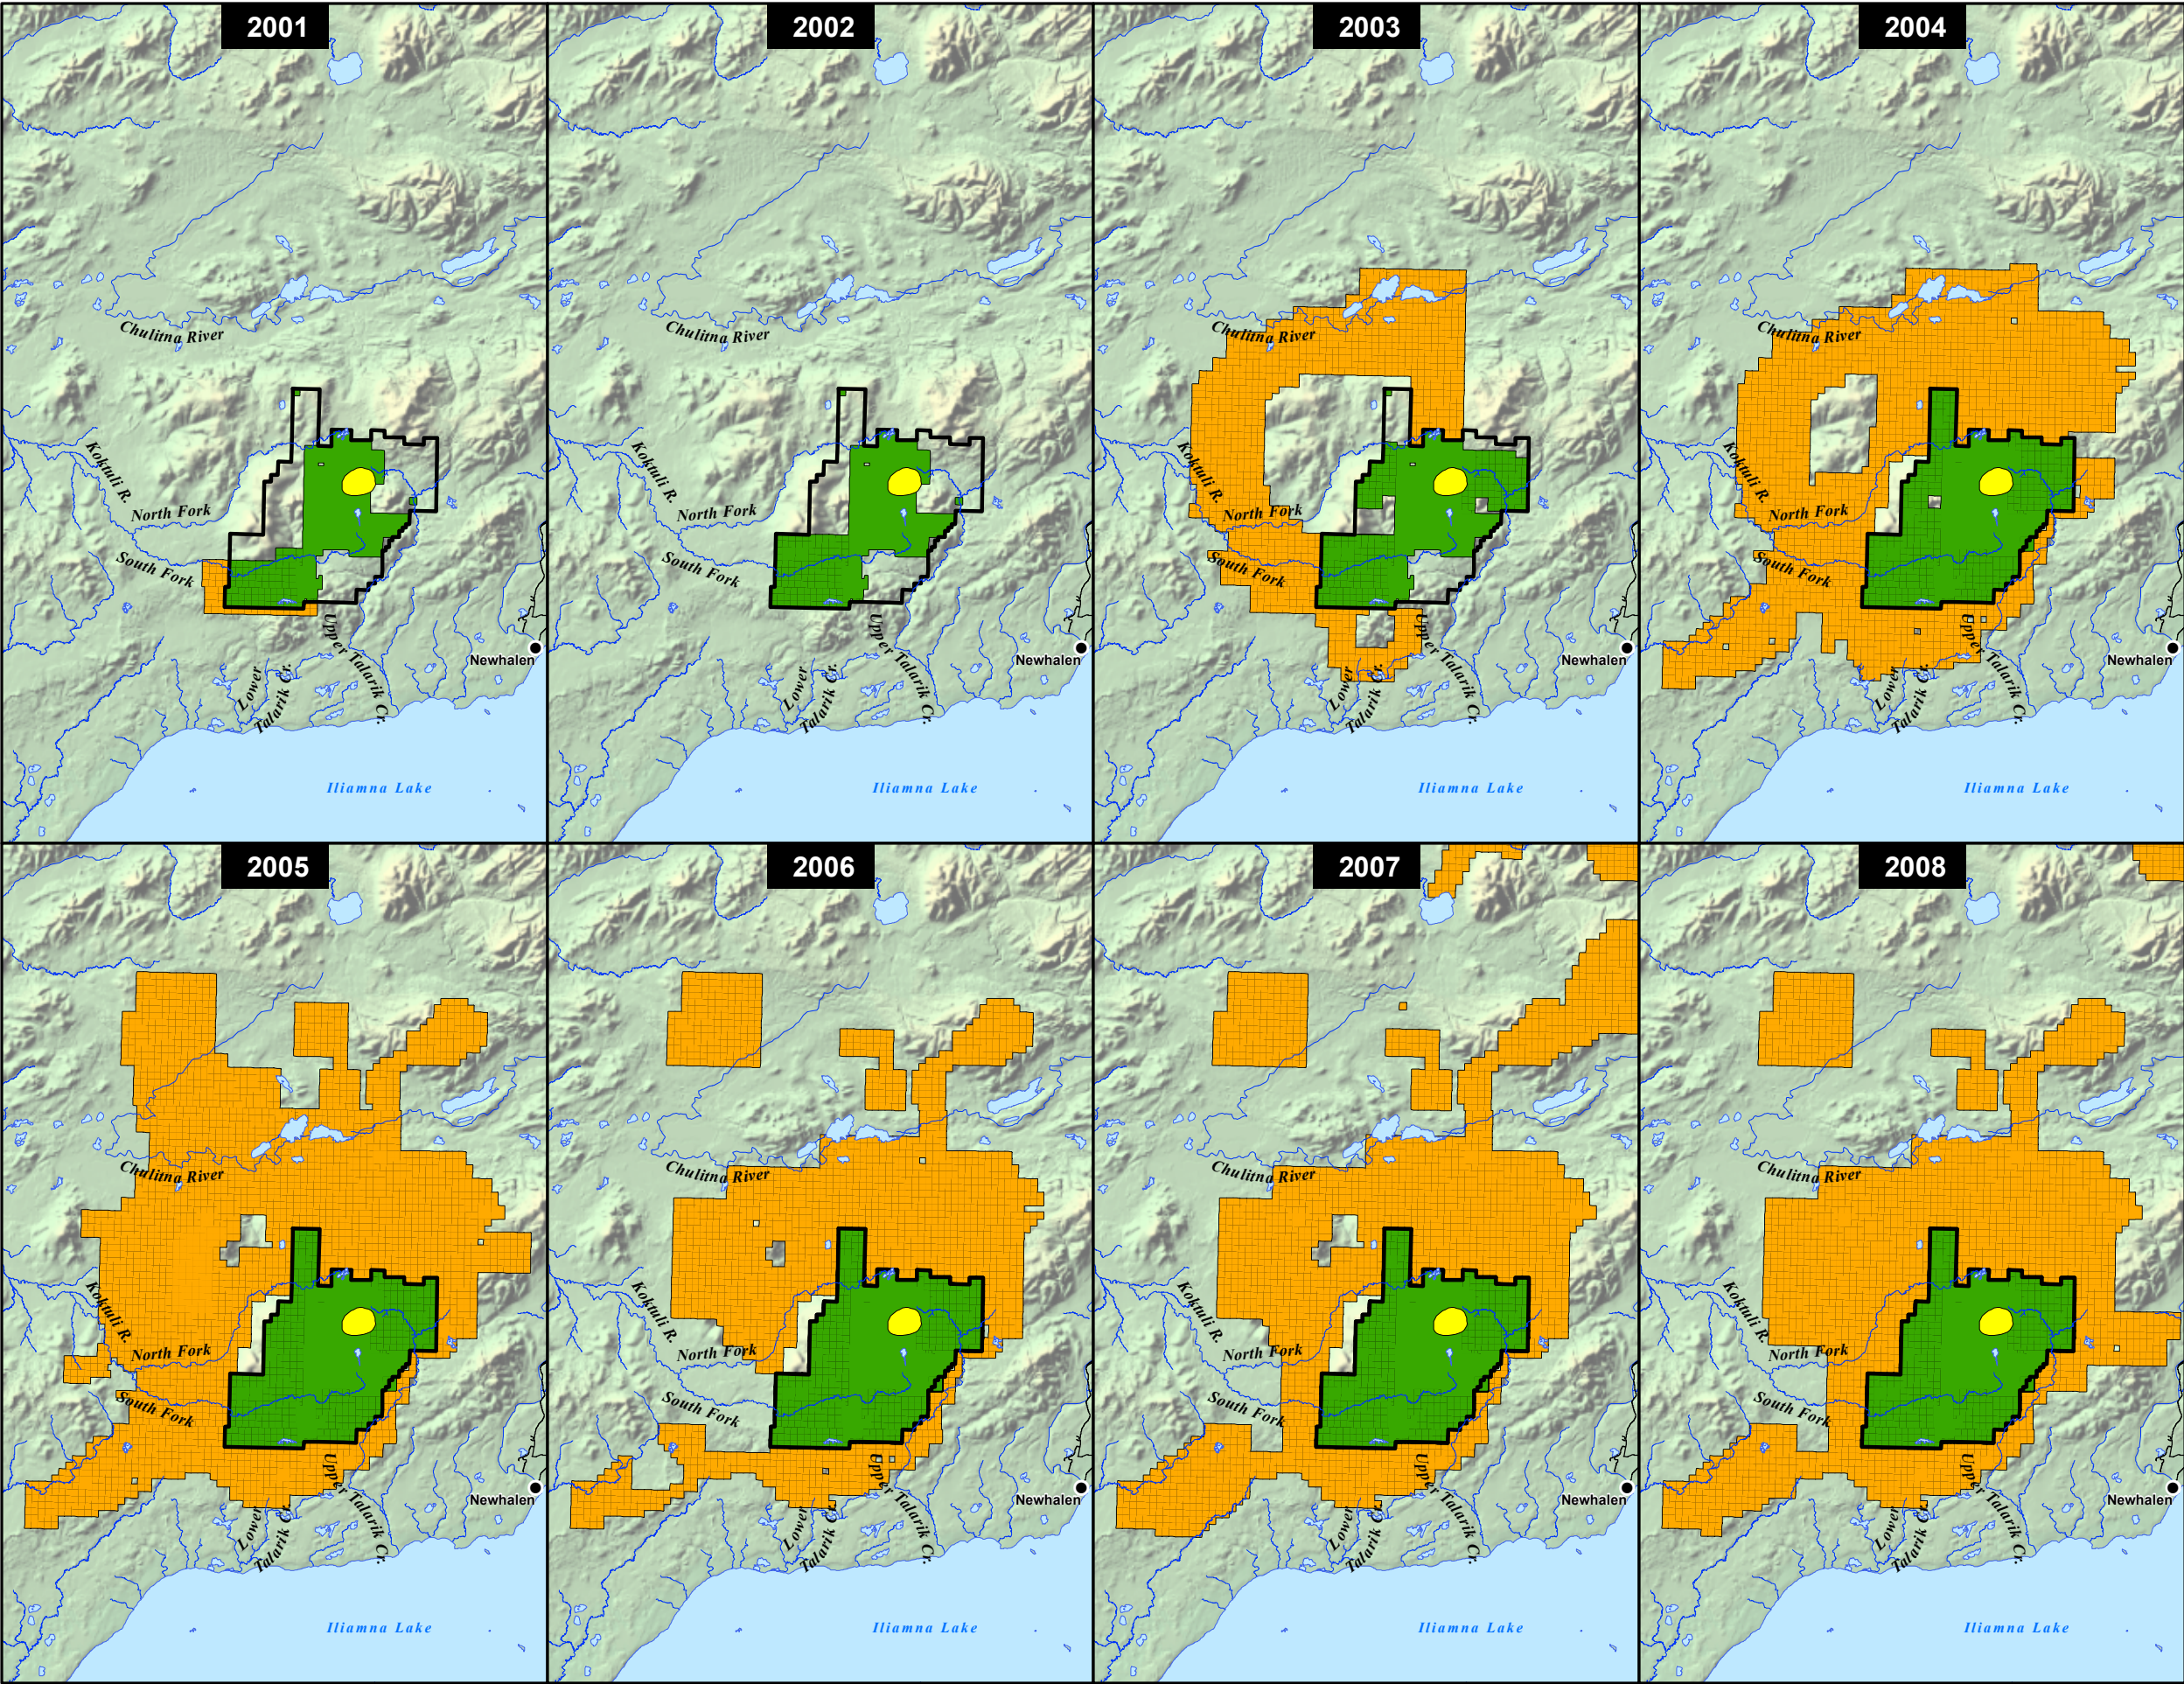 2001
Chulitna River
Koktuli R.
North Fork
South Fork
Upper Talarik Cr.
Lower
Talarik Cr.
Newhalen
Iliamna Lake
2002
Chulitna River
Koktuli R.
North Fork
South Fork
Upper Talarik Cr.
Lower
Talarik Cr.
Newhalen
Iliamna Lake
2003
Chulitna River
Koktuli R.
North Fork
South Fork
Upper Talarik Cr.
Lower
Talarik Cr.
Newhalen
Iliamna Lake
2004
Chulitna River
Koktuli R.
North Fork
South Fork
Upper Talarik Cr.
Lower
Talarik Cr.
Newhalen
Iliamna Lake
2005
Chulitna River
Koktuli R.
North Fork
South Fork
Upper Talarik Cr.
Lower
Talarik Cr.
Newhalen
Iliamna Lake
2006
Chulitna River
Koktuli R.
North Fork
South Fork
Upper Talarik Cr.
Lower
Talarik Cr.
Newhalen
Iliamna Lake
2007
Chulitna River
Koktuli R.
North Fork
South Fork
Upper Talarik Cr.
Lower
Talarik Cr.
Newhalen
Iliamna Lake
2008
Chulitna River
Koktuli R.
North Fork
South Fork
Upper Talarik Cr.
Lower
Talarik Cr.
Newhalen
Iliamna Lake